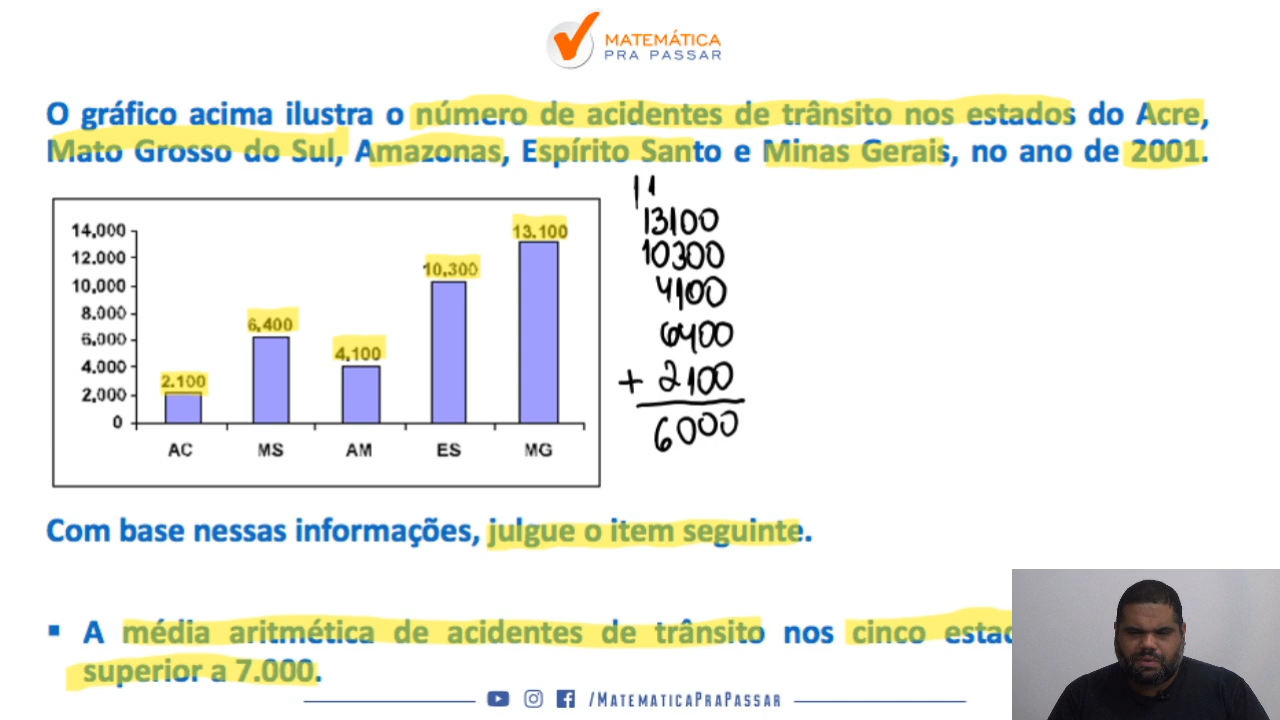 MATEMÁTICA
PRA PASSAR
O gráfico acima ilustra o número de acidentes de trânsito nos estados do Acre,
Mato Grosso do Sul, Amazonas, Espírito Santo e Minas Gerais, no ano de 2001.
14,000
12.000
10,000
8.000
6,000
4,000
2,000
0
2.100
6,400
4,100
10,300
13.100
AC MS AM ES MG
11
13100
10300
4100
6400
+ 2100
6000
Com base nessas informações, julgue o item seguinte.
▪ A média aritmética de acidentes de trânsito nos cinco
superior a 7.000.
/MATEMATICAPRAPASSAR